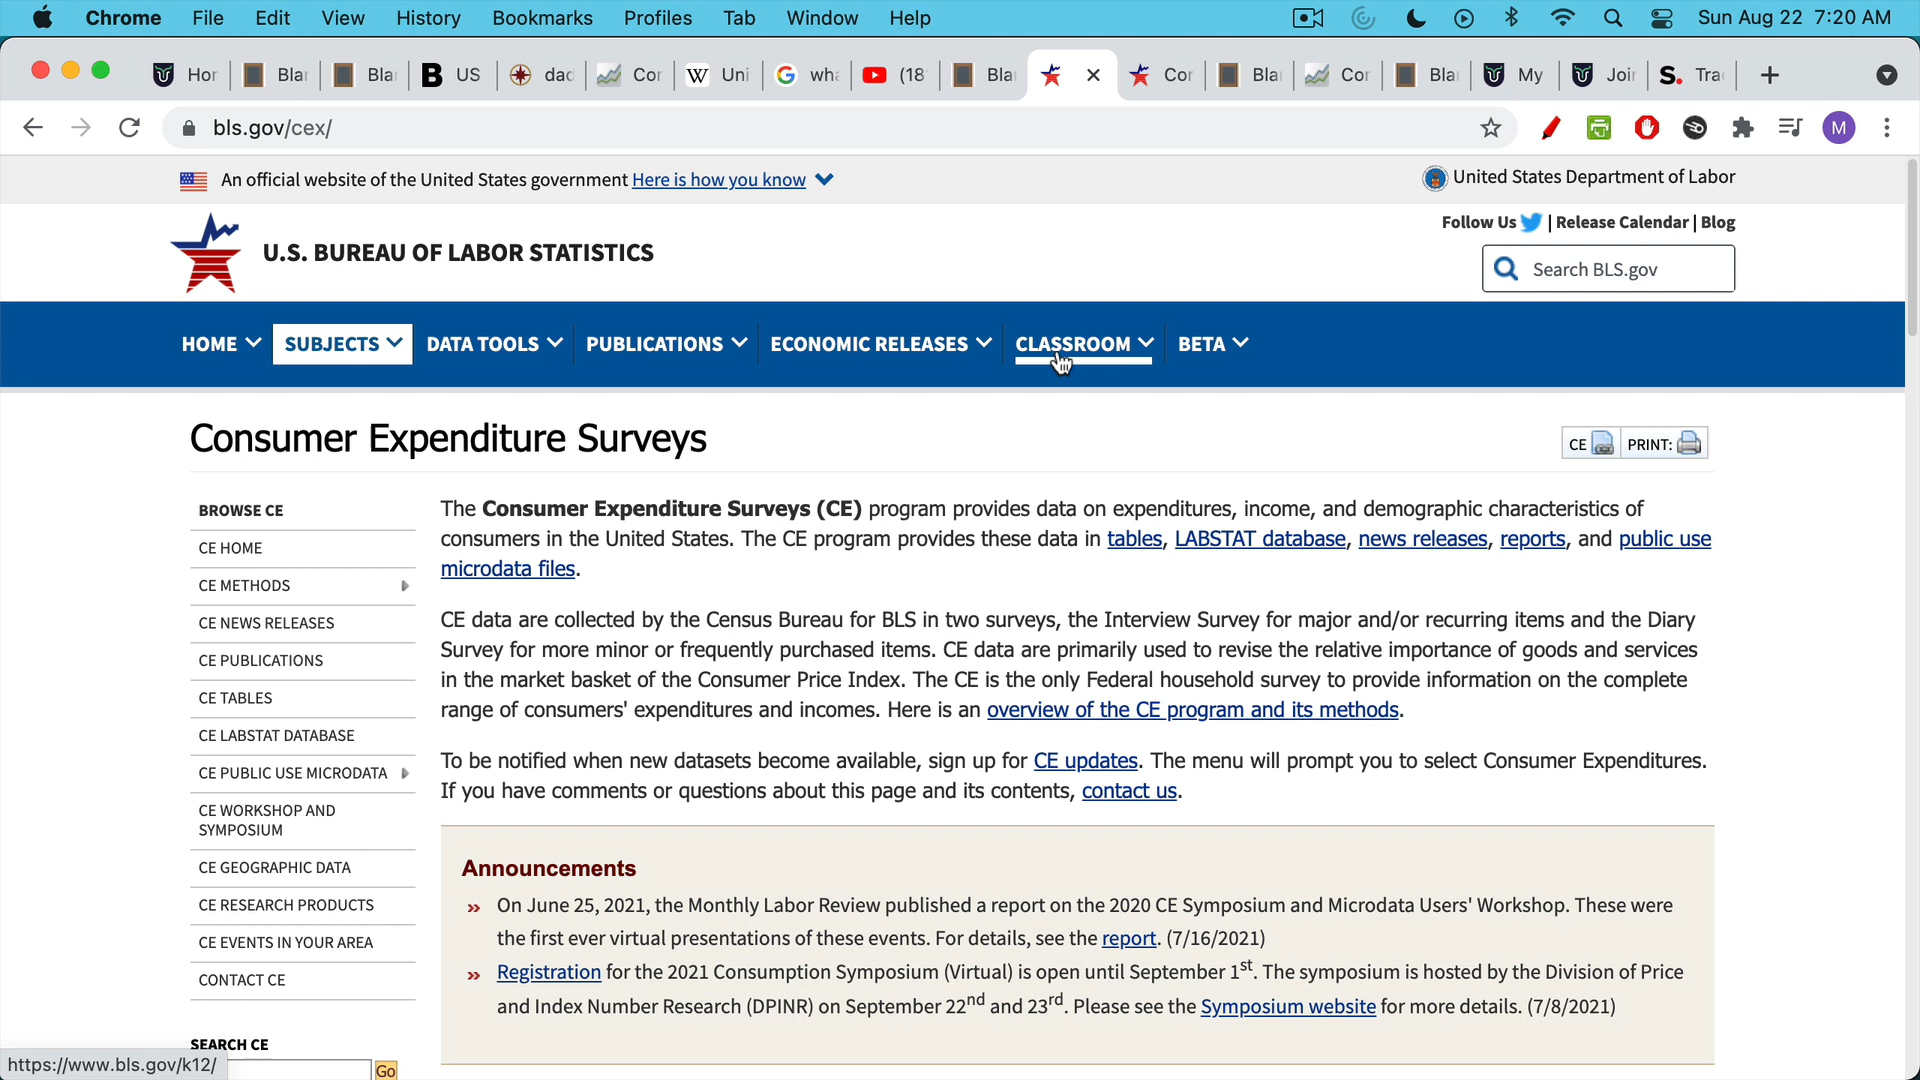 Chrome File Edit View History Bookmarks Profiles Tab Window Help Sun Aug 22 7:20 AM
Hor Blar Bla B US dac Cor W Uni G wha (18 Bla Cor Blar Cor Bla My Joi S. Tra
bls.gov/cex/ M
An official website of the United States government Here is how you know
United States Department of Labor
Follow Us | Release Calendar | Blog
U.S. BUREAU OF LABOR STATISTICS
Search BLS.gov
HOME SUBJECTS DATA TOOLS PUBLICATIONS ECONOMIC RELEASES CLASSROOM BETA
Consumer Expenditure Surveys
CE PRINT:
BROWSE CE
CE HOME
CE METHODS
CE NEWS RELEASES
CE PUBLICATIONS
CE TABLES
CE LABSTAT DATABASE
CE PUBLIC USE MICRODATA
CE WORKSHOP AND
SYMPOSIUM
CE GEOGRAPHIC DATA
CE RESEARCH PRODUCTS
CE EVENTS IN YOUR AREA
CONTACT CE
SEARCH CE
Go
The Consumer Expenditure Surveys (CE) program provides data on expenditures, income, and demographic characteristics of
consumers in the United States. The CE program provides these data in tables, LABSTAT database, news releases, reports, and public use
microdata files.
CE data are collected by the Census Bureau for BLS in two surveys, the Interview Survey for major and/or recurring items and the Diary
Survey for more minor or frequently purchased items. CE data are primarily used to revise the relative importance of goods and services
in the market basket of the Consumer Price Index. The CE is the only Federal household survey to provide information on the complete
range of consumers' expenditures and incomes. Here is an overview of the CE program and its methods.
To be notified when new datasets become available, sign up for CE updates. The menu will prompt you to select Consumer Expenditures.
If you have comments or questions about this page and its contents, contact us.
Announcements
» On June 25, 2021, the Monthly Labor Review published a report on the 2020 CE Symposium and Microdata Users' Workshop. These were
the first ever virtual presentations of these events. For details, see the report. (7/16/2021)
» Registration for the 2021 Consumption Symposium (Virtual) is open until September 1st. The symposium is hosted by the Division of Price
and Index Number Research (DPINR) on September 22nd and 23rd. Please see the Symposium website for more details. (7/8/2021)
https://www.bls.gov/k12/